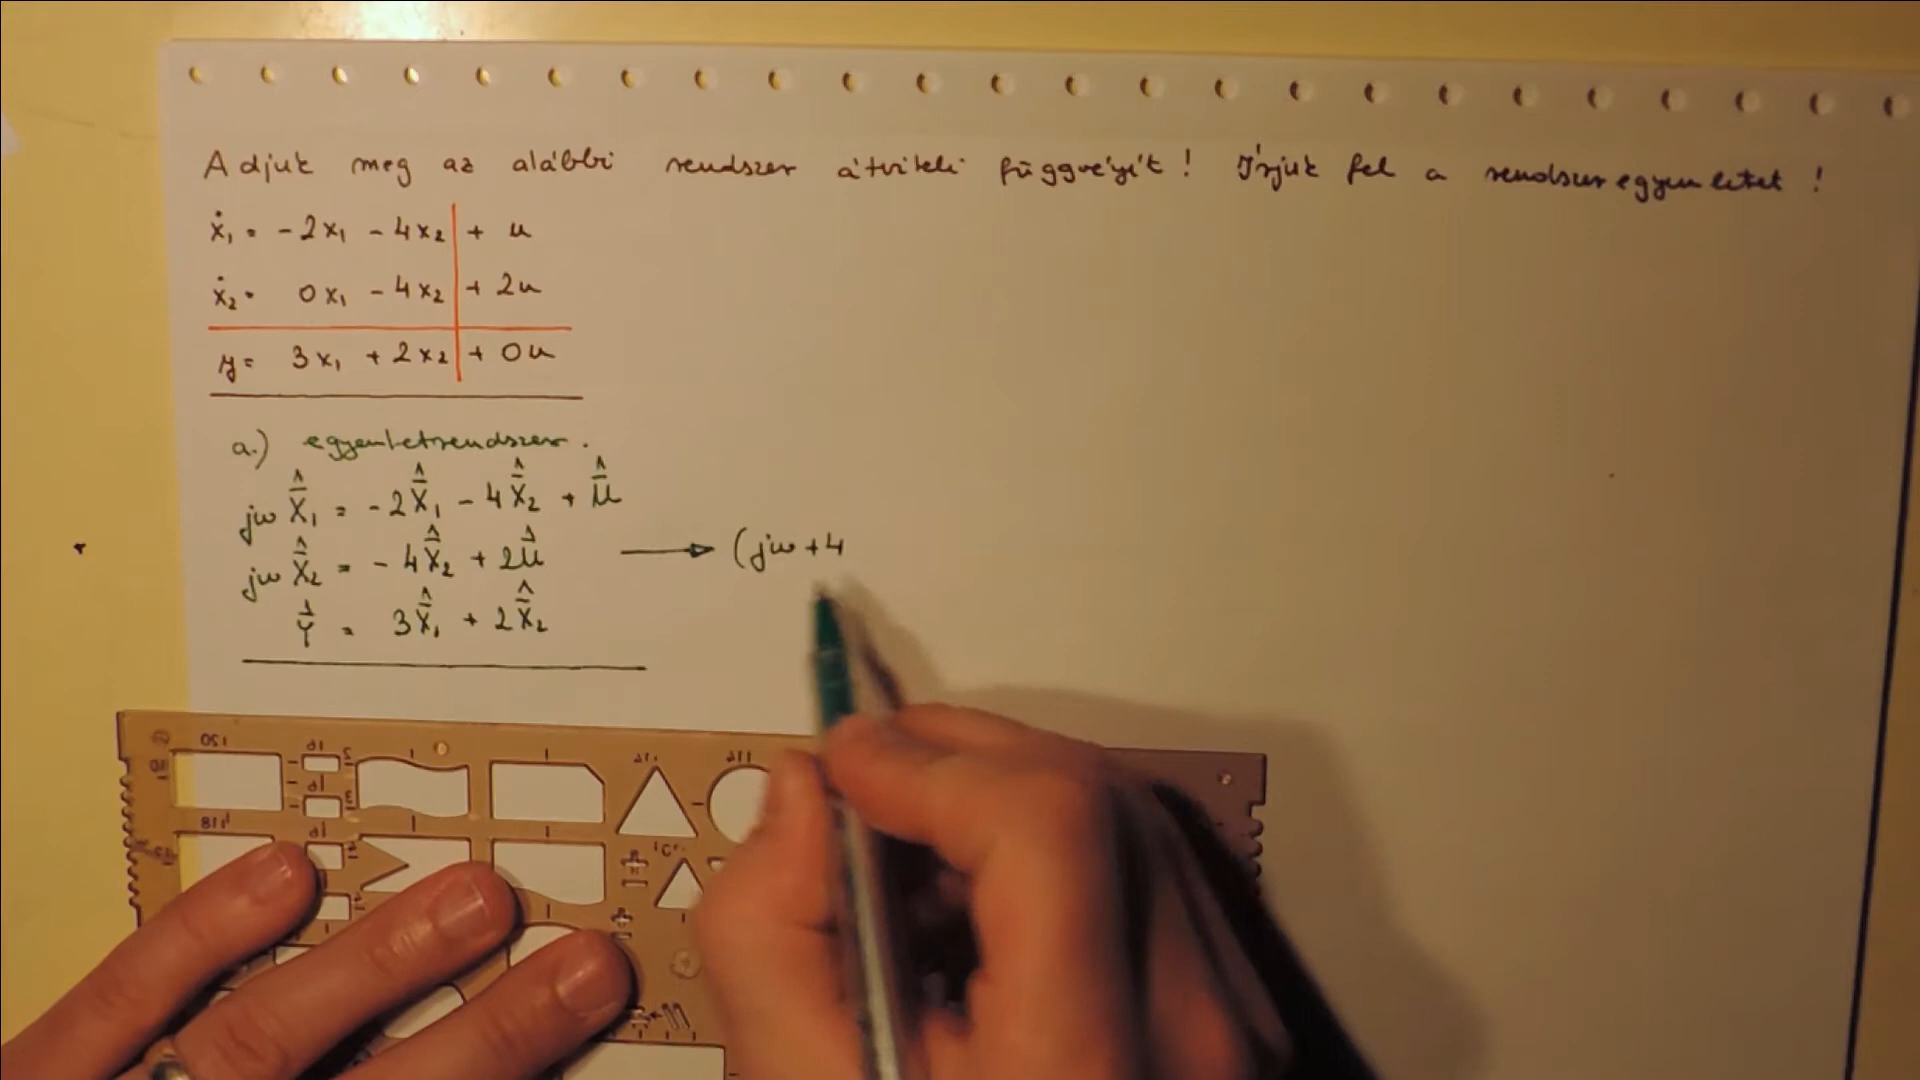 Adjuk meg az alábbi rendszer átviteli függvéyét! Írjuk fel a rendszeregyenletet!
ẋ₁ = -2x₁ - 4x₂ + u
ẋ₂ = 0x₁ - 4x₂ + 2u
y = 3x₁ + 2x₂ + 0u
a.) egyenletrendszer.
jω X̂₁ = -2X̂₁ - 4X̂₂ + Û
jω X̂₂ = -4X̂₂ + 2Û → (jω + 4
Ŷ = 3X̂₁ + 2X̂₂